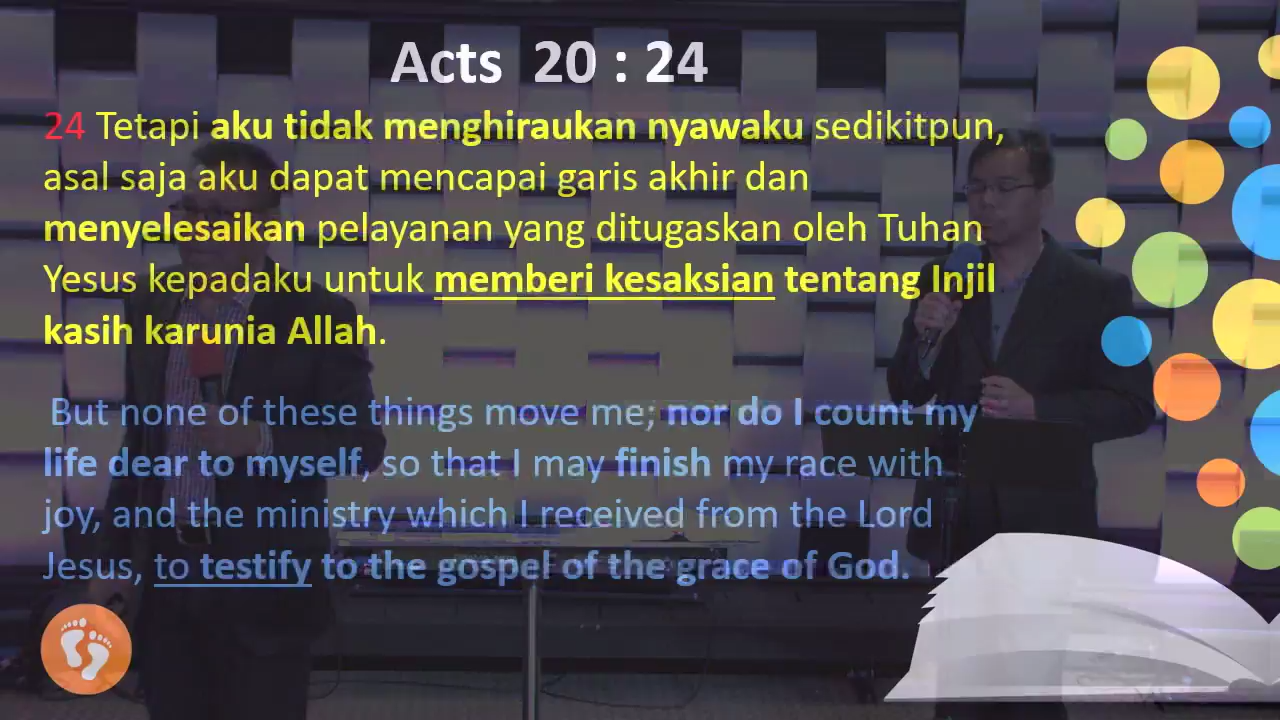 Acts 20 : 24
24 Tetapi aku tidak menghiraukan nyawaku sedikitpun,
asal saja aku dapat mencapai garis akhir dan
menyelesaikan pelayanan yang ditugaskan oleh Tuhan
Yesus kepadaku untuk memberi kesaksian tentang Injil
kasih karunia Allah.
But none of these things move me; nor do I count my
life dear to myself, so that I may finish my race with
joy, and the ministry which I received from the Lord
Jesus, to testify to the gospel of the grace of God.